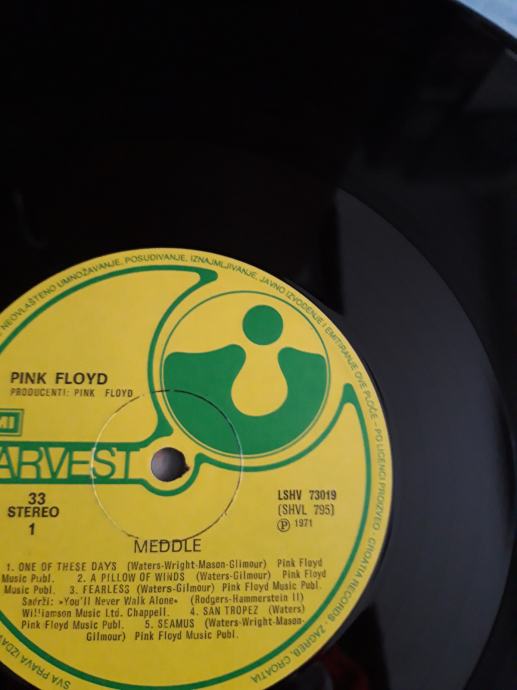 NEOVLAŠTENO UMNOŽAVANJE, POSUĐIVANJE, IZNAJMLJIVANJE, JAVNO IZVOĐENJE I EMITIRANJE OVE PLOČE – PO LICENCI PROIZVEO - CROATIA RECORDS - ZAGREB, CROATIA
PINK FLOYD
PRODUCENTI: PINK FLOYD
MI
ARVEST
33
STEREO
1
LSHV 73019
(SHVL 795)
Ⓟ 1971
MEDDLE
1. ONE OF THESE DAYS (Waters-Wright-Mason-Gilmour) Pink Floyd
Music Publ. 2. A PILLOW OF WINDS (Waters-Gilmour) Pink Floyd
Music Publ. 3. FEARLESS (Waters-Gilmour) Pink Floyd Music Publ.
Sadrži: »You'll Never Walk Alone« (Rodgers-Hammerstein II)
Williamson Music Ltd. Chappell. 4. SAN TROPEZ (Waters)
Pink Floyd Music Publ. 5. SEAMUS (Waters-Wright-Mason-
Gilmour) Pink Floyd Music Publ.
SVA PRAVA IZDAV